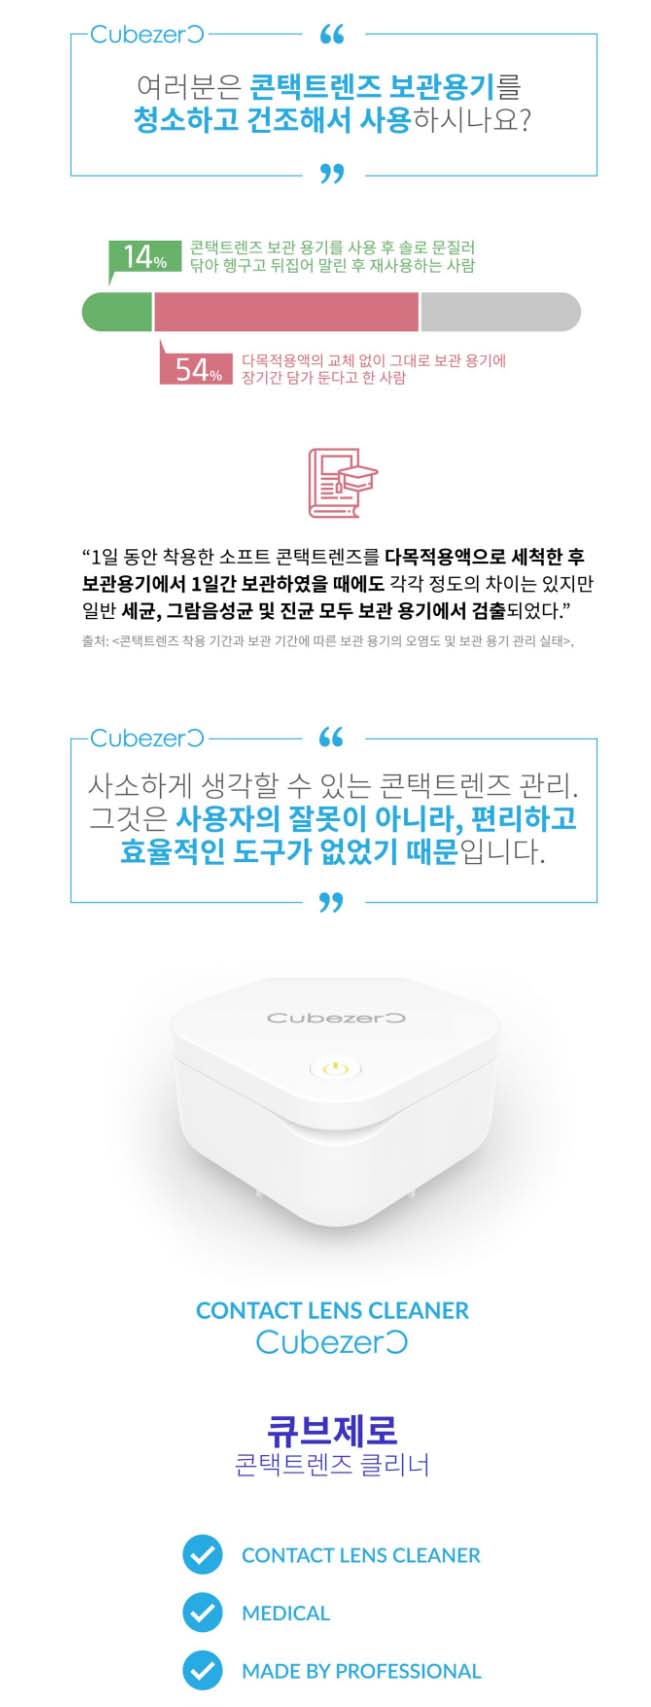 CubezerO
“
여러분은 콘택트렌즈 보관용기를
청소하고 건조해서 사용하시나요?
”
14%
콘택트렌즈 보관 용기를 사용 후 솔로 문질러
닦아 헹구고 뒤집어 말린 후 재사용하는 사람
54%
다목적용액의 교체 없이 그대로 보관 용기에
장기간 담가 둔다고 한 사람
“1일 동안 착용한 소프트 콘택트렌즈를 다목적용액으로 세척한 후
보관용기에서 1일간 보관하였을 때에도 각각 정도의 차이는 있지만
일반 세균, 그람음성균 및 진균 모두 보관 용기에서 검출되었다.”
출처: <콘택트렌즈 착용 기간과 보관 기간에 따른 보관 용기의 오염도 및 보관 용기 관리 실태>,
CubezerO
“
사소하게 생각할 수 있는 콘택트렌즈 관리.
그것은 사용자의 잘못이 아니라, 편리하고
효율적인 도구가 없었기 때문입니다.
”
CubezerO
CONTACT LENS CLEANER
CubezerO
큐브제로
콘택트렌즈 클리너
CONTACT LENS CLEANER
MEDICAL
MADE BY PROFESSIONAL